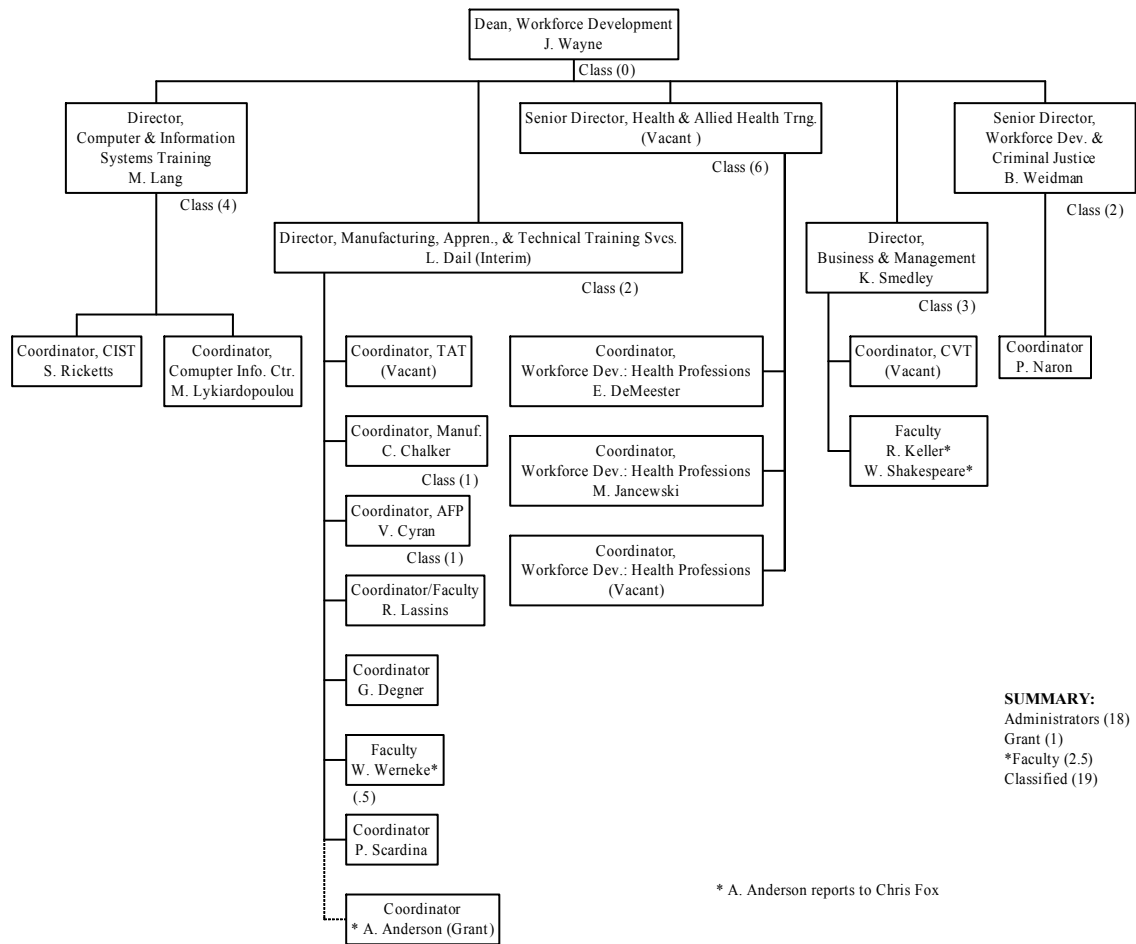 Dean, Workforce Development
J. Wayne
Class (0)
Director,
Computer & Information
Systems Training
M. Lang
Class (4)
Senior Director, Health & Allied Health Trng.
(Vacant )
Class (6)
Senior Director,
Workforce Dev. &
Criminal Justice
B. Weidman
Class (2)
Director, Manufacturing, Appren., & Technical Training Svcs.
L. Dail (Interim)
Class (2)
Director,
Business & Management
K. Smedley
Class (3)
Coordinator, CIST
S. Ricketts
Coordinator,
Comupter Info. Ctr.
M. Lykiardopoulou
Coordinator, TAT
(Vacant)
Coordinator, Manuf.
C. Chalker
Class (1)
Coordinator, AFP
V. Cyran
Class (1)
Coordinator/Faculty
R. Lassins
Coordinator
G. Degner
Faculty
W. Werneke*
(.5)
Coordinator
P. Scardina
Coordinator
* A. Anderson (Grant)
Coordinator,
Workforce Dev.: Health Professions
E. DeMeester
Coordinator,
Workforce Dev.: Health Professions
M. Jancewski
Coordinator,
Workforce Dev.: Health Professions
(Vacant)
Coordinator, CVT
(Vacant)
Faculty
R. Keller*
W. Shakespeare*
Coordinator
P. Naron
SUMMARY:
Administrators (18)
Grant (1)
*Faculty (2.5)
Classified (19)
* A. Anderson reports to Chris Fox